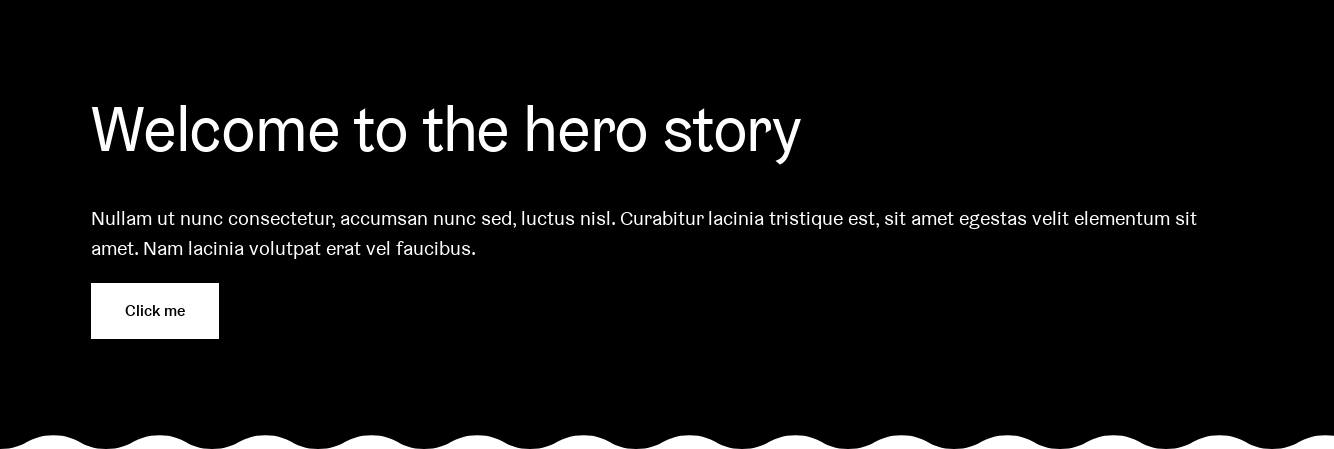 Welcome to the hero story
Nullam ut nunc consectetur, accumsan nunc sed, luctus nisl. Curabitur lacinia tristique est, sit amet egestas velit elementum sit
amet. Nam lacinia volutpat erat vel faucibus.
Click me